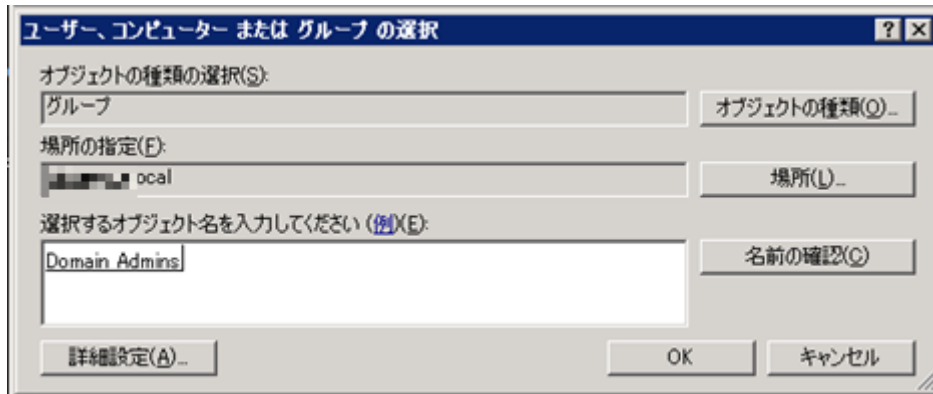 ユーザー、コンピューター または グループ の選択
オブジェクトの種類の選択(S):
グループ
オブジェクトの種類(O)...
場所の指定(F):
ocal
場所(L)...
選択するオブジェクト名を入力してください (例)(E):
Domain Admins
名前の確認(C)
詳細設定(A)...
OK
キャンセル